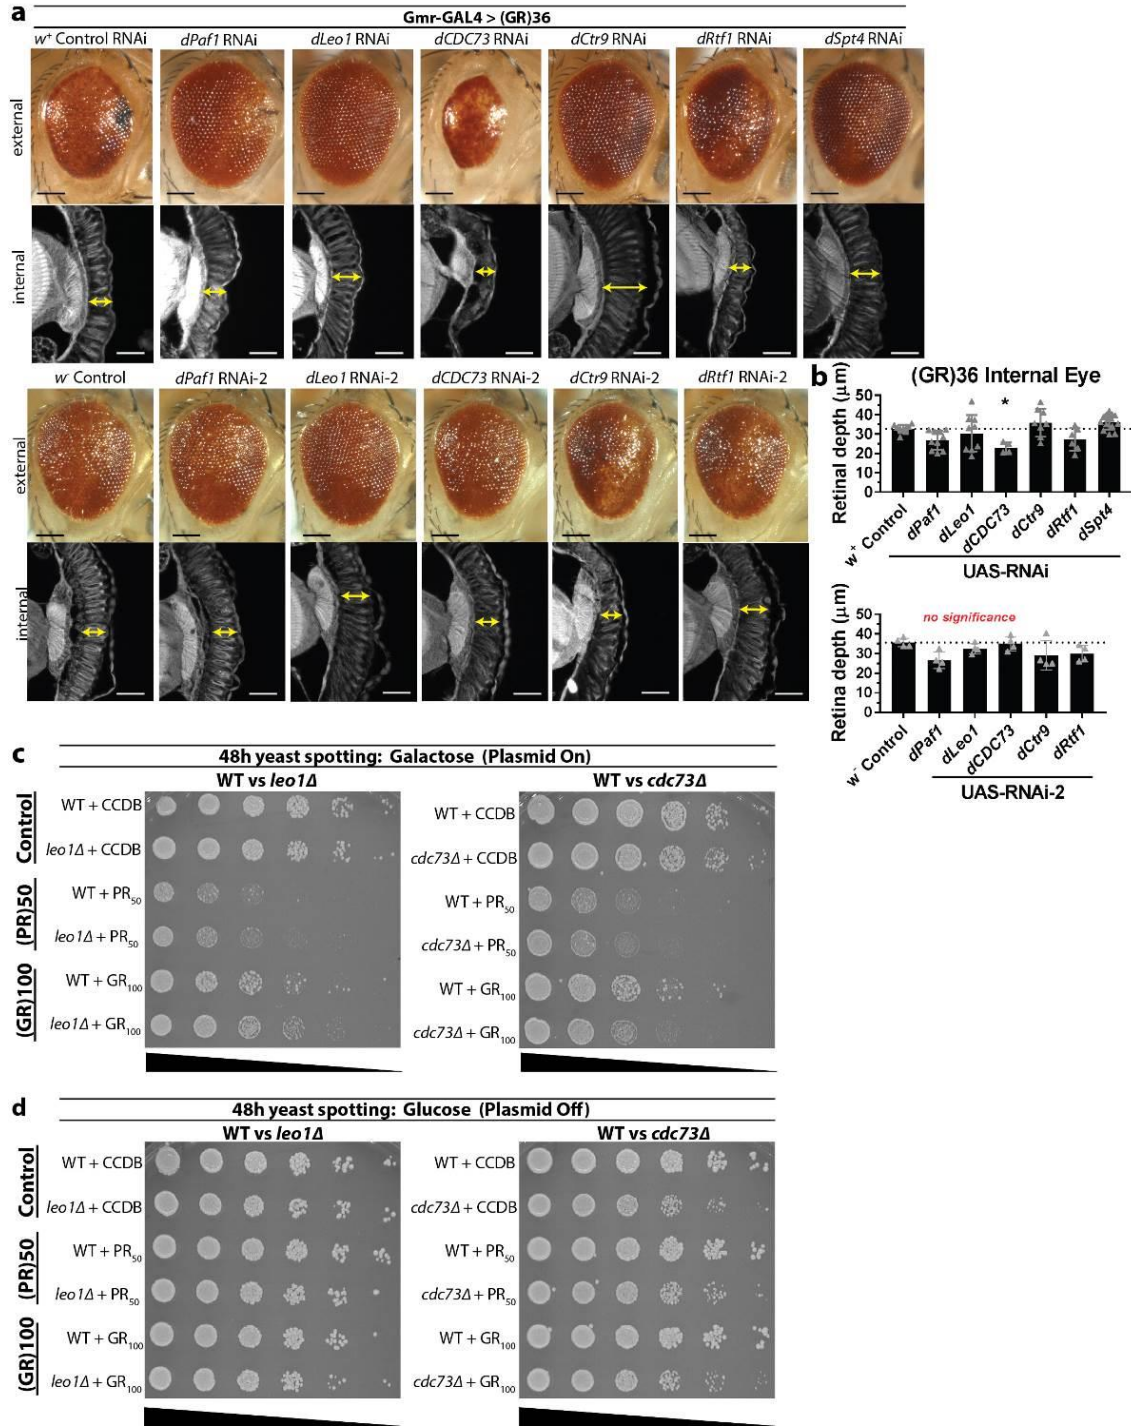 a
Gmr-GAL4 > (GR)36
w+ Control RNAi dPaf1 RNAi dLeo1 RNAi dCDC73 RNAi dCtr9 RNAi dRtf1 RNAi dSpt4 RNAi
external
internal
w- Control dPaf1 RNAi-2 dLeo1 RNAi-2 dCDC73 RNAi-2 dCtr9 RNAi-2 dRtf1 RNAi-2
external
internal
b
(GR)36 Internal Eye
Retinal depth (μm)
50
40
30
20
10
0
*
w+ Control dPaf1 dLeo1 dCDC73 dCtr9 dRtf1 dSpt4
UAS-RNAi
Retina depth (μm)
50
40
30
20
10
0
no significance
w- Control dPaf1 dLeo1 dCDC73 dCtr9 dRtf1
UAS-RNAi-2
c
48h yeast spotting: Galactose (Plasmid On)
WT vs leo1Δ WT vs cdc73Δ
Control
WT + CCDB WT + CCDB
leo1Δ + CCDB cdc73Δ + CCDB
(PR)50
WT + PR50 WT + PR50
leo1Δ + PR50 cdc73Δ + PR50
(GR)100
WT + GR100 WT + GR100
leo1Δ + GR100 cdc73Δ + GR100
d
48h yeast spotting: Glucose (Plasmid Off)
WT vs leo1Δ WT vs cdc73Δ
Control
WT + CCDB WT + CCDB
leo1Δ + CCDB cdc73Δ + CCDB
(PR)50
WT + PR50 WT + PR50
leo1Δ + PR50 cdc73Δ + PR50
(GR)100
WT + GR100 WT + GR100
leo1Δ + GR100 cdc73Δ + GR100